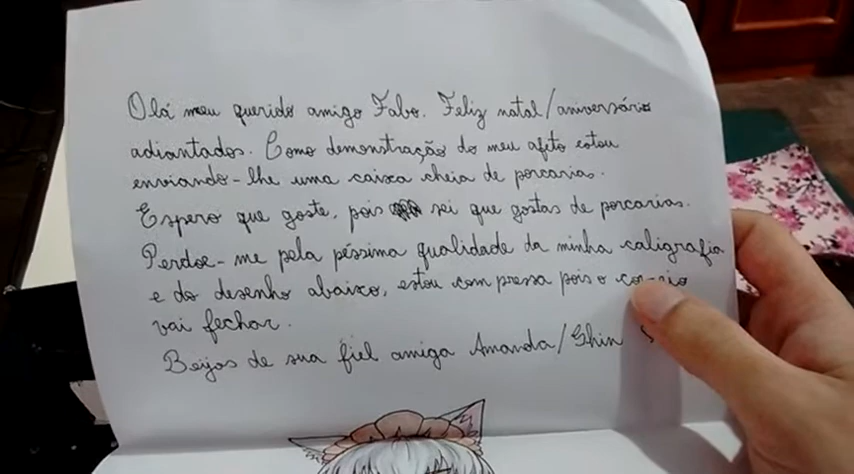 Olá meu querido amigo Fabo. Feliz natal/aniversário
adiantados. Como demonstração do meu afeto estou
enviando-lhe uma caixa cheia de porcarias.
Espero que goste, pois sei que gostas de porcarias.
Perdoe-me pela péssima qualidade da minha caligrafia
e do desenho abaixo, estou com pressa pois o correio
vai fechar.
Beijos de sua fiel amiga Amanda/Shin